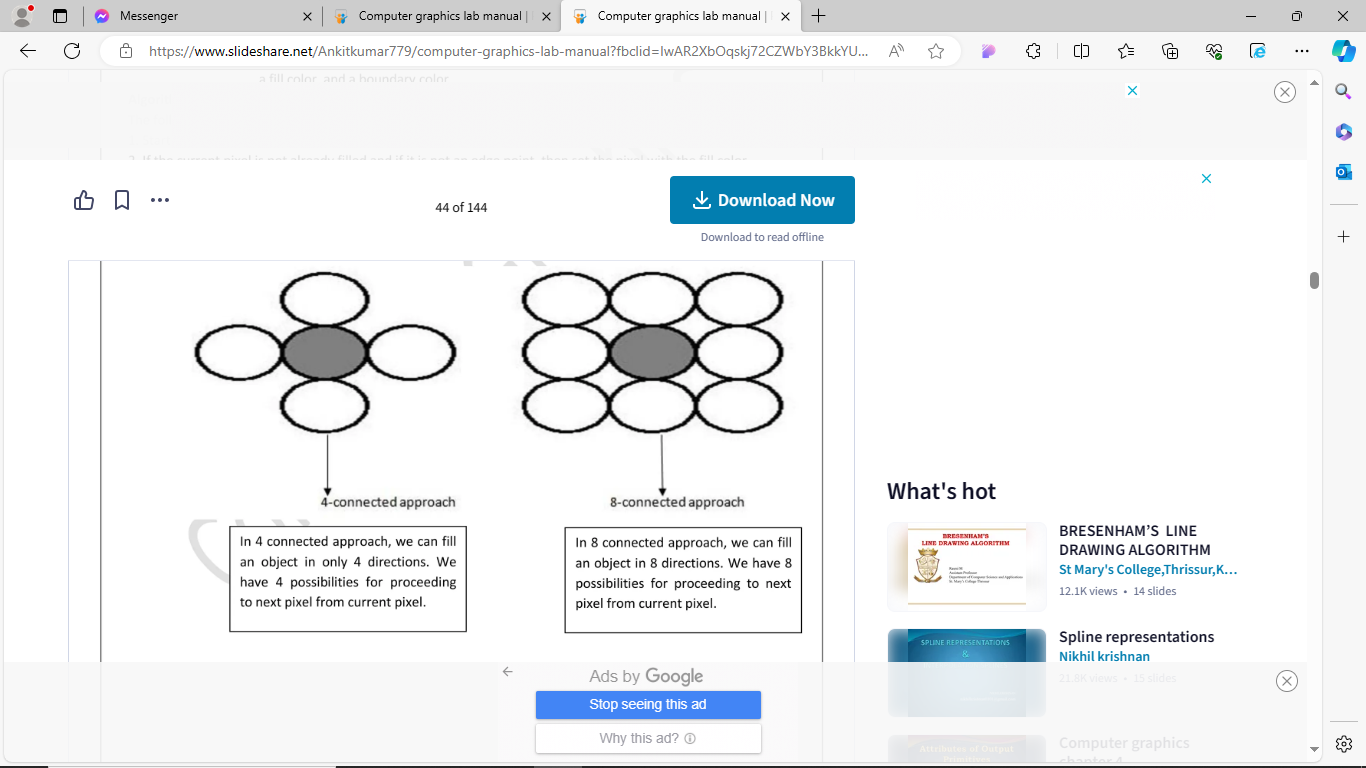 Messenger
Computer graphics lab manual |
Computer graphics lab manual |
https://www.slideshare.net/Ankitkumar779/computer-graphics-lab-manual?fbclid=IwAR2XbOqskj72CZWbY3BkkYU...
a fill color, and a boundary color
2. If the current pixel is not already filled and if it is not an edge point, then set the pixel with the fill color
44 of 144
Download Now
Download to read offline
4-connected approach
8-connected approach
In 4 connected approach, we can fill
an object in only 4 directions. We
have 4 possibilities for proceeding
to next pixel from current pixel.
In 8 connected approach, we can fill
an object in 8 directions. We have 8
possibilities for proceeding to next
pixel from current pixel.
What's hot
BRESENHAM'S
LINE DRAWING ALGORITHM
BRESENHAM’S LINE
DRAWING ALGORITHM
St Mary's College,Thrissur,K...
12.1K views • 14 slides
SPLINE REPRESENTATIONS
&
Spline representations
Nikhil krishnan
21.8K views • 15 slides
Computer graphics
chapter 4
Attributes of Output
Ads by Google
Stop seeing this ad
Why this ad?